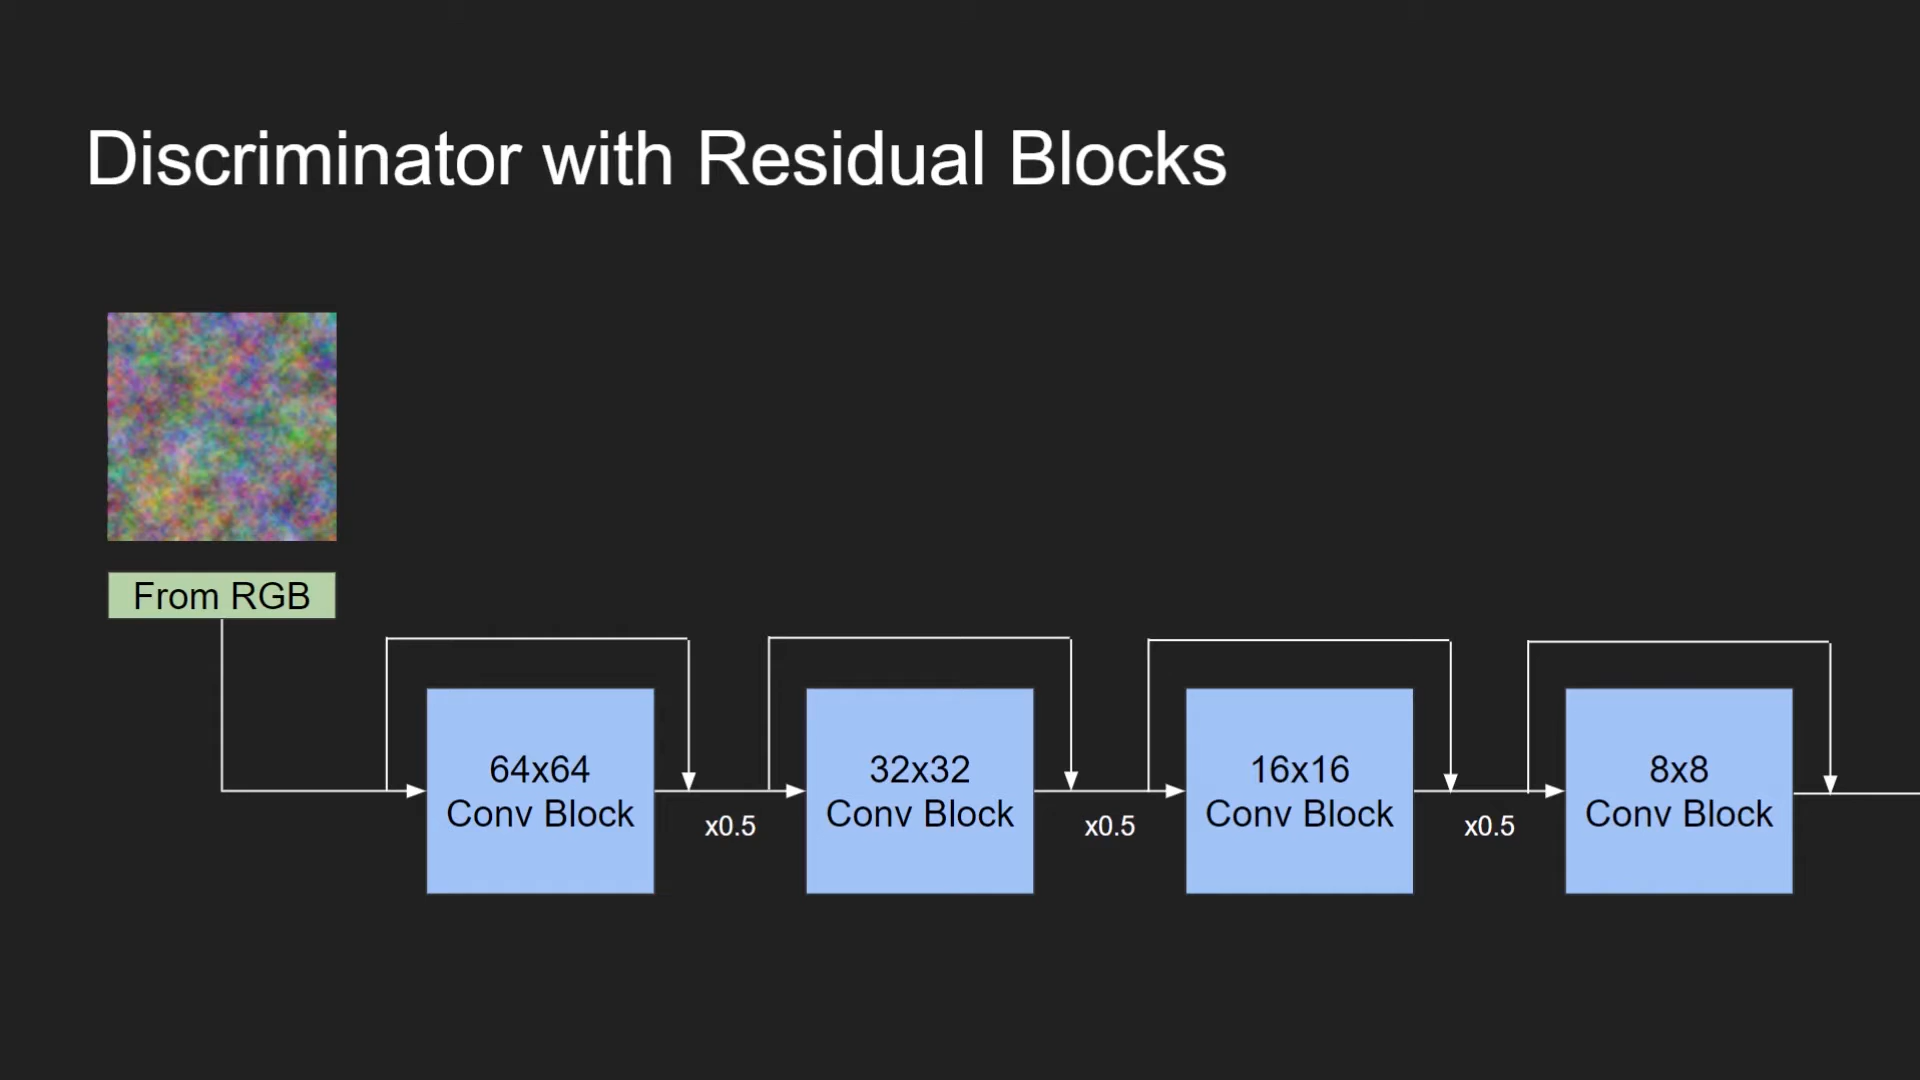 Discriminator with Residual Blocks
From RGB
64x64
Conv Block
x0.5
32x32
Conv Block
x0.5
16x16
Conv Block
x0.5
8x8
Conv Block